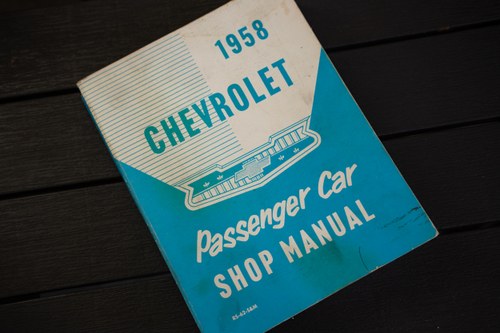 1958
CHEVROLET
Passenger Car
SHOP MANUAL